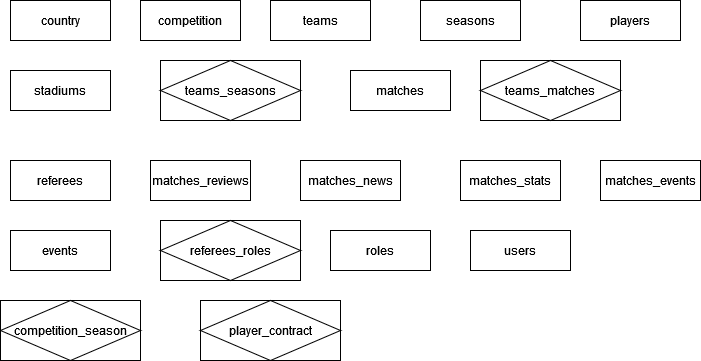 country
competition
teams
seasons
players
stadiums
teams_seasons
matches
teams_matches
referees
matches_reviews
matches_news
matches_stats
matches_events
events
referees_roles
roles
users
competition_season
player_contract